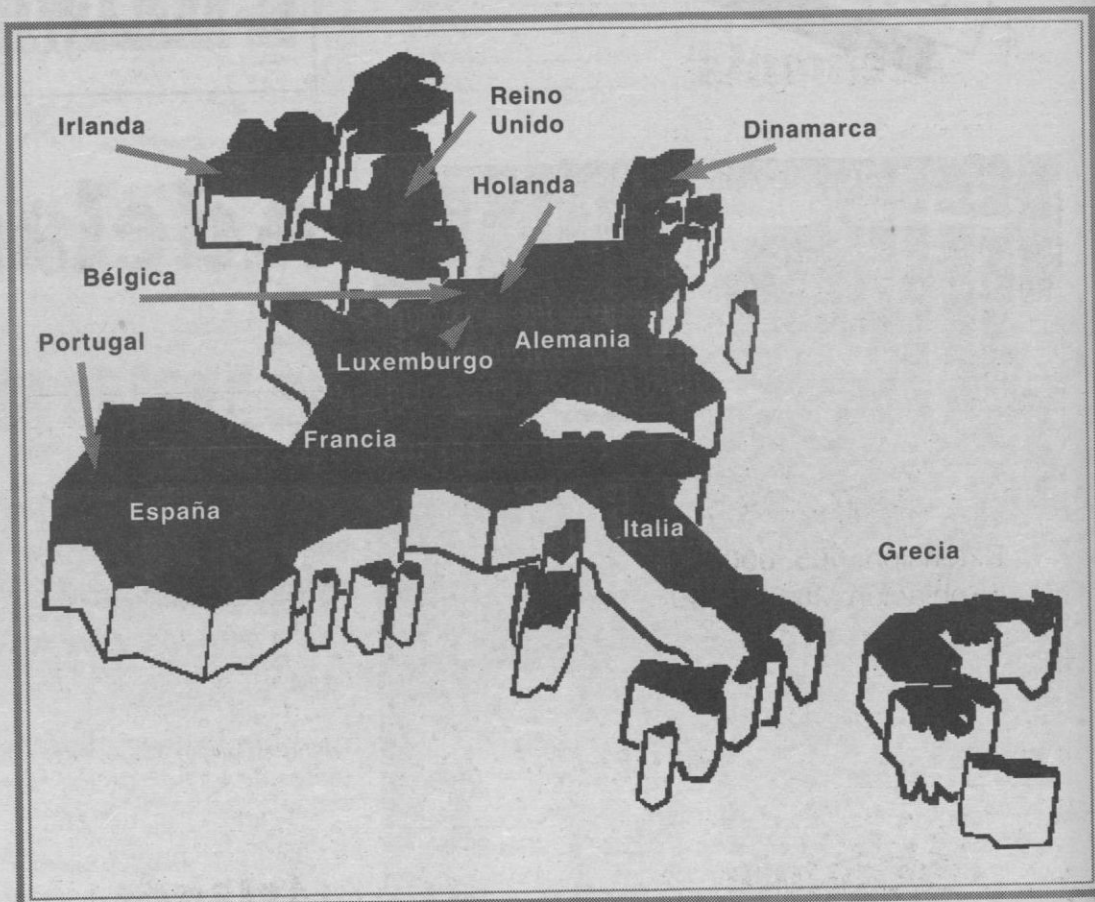 Reino
Unido
Irlanda
Dinamarca
Holanda
Bélgica
Portugal
Alemania
Luxemburgo
Francia
España
Italia
Grecia